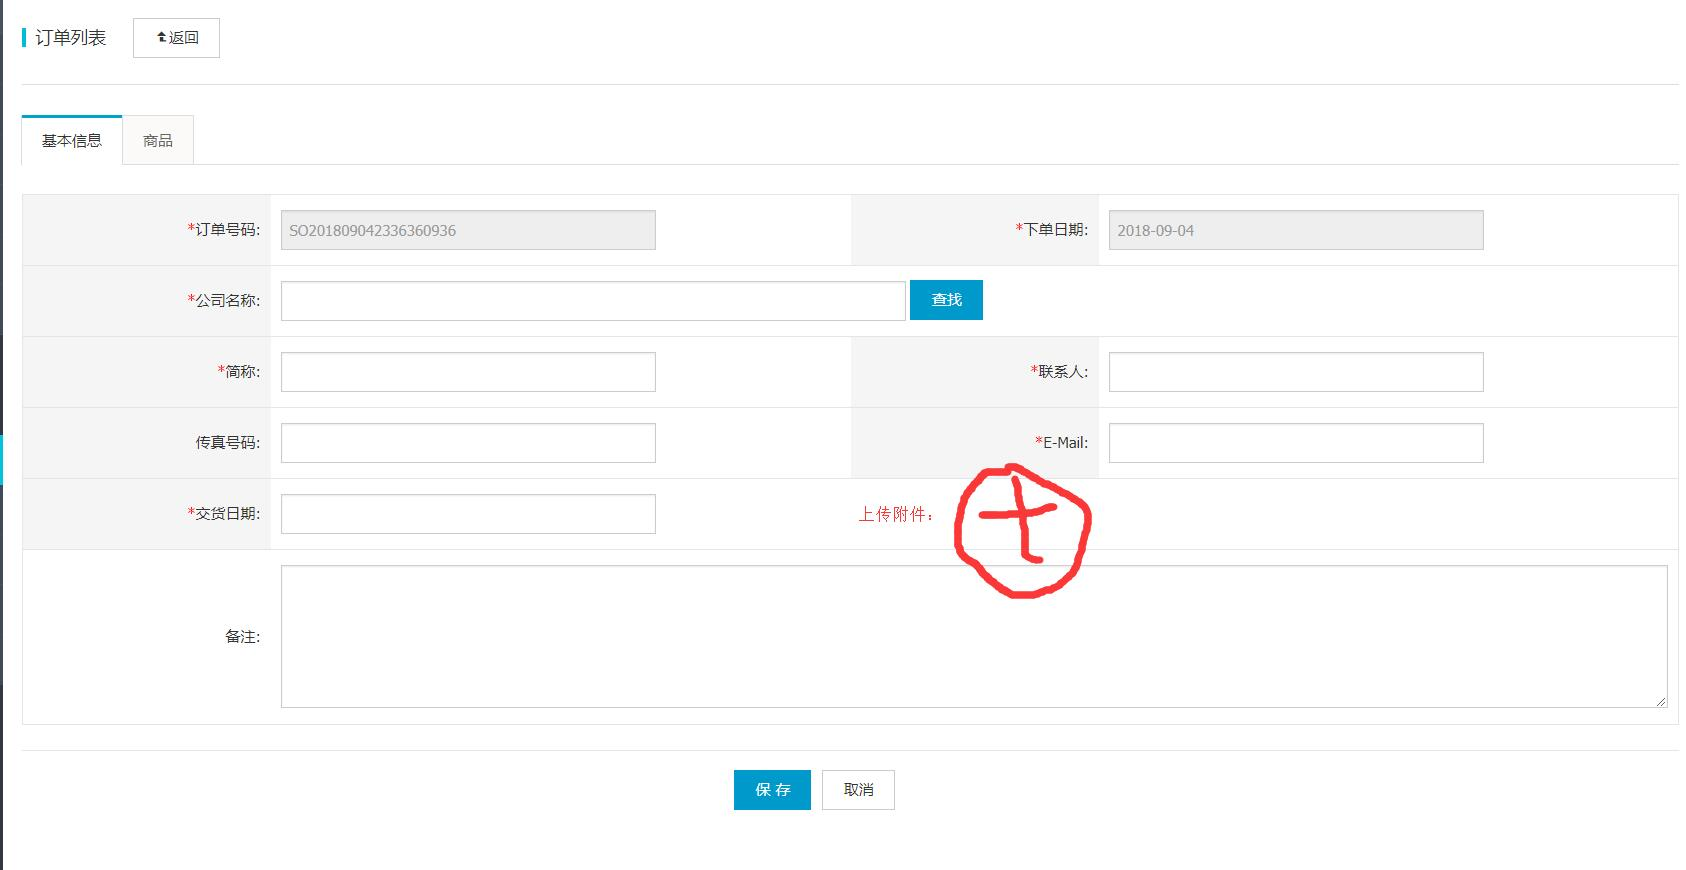 订单列表 返回
基本信息 商品
*订单号码: SO201809042336360936 *下单日期: 2018-09-04
*公司名称: 查找
*简称: *联系人:
传真号码: *E-Mail:
*交货日期: 上传附件： +
备注:
保 存 取消